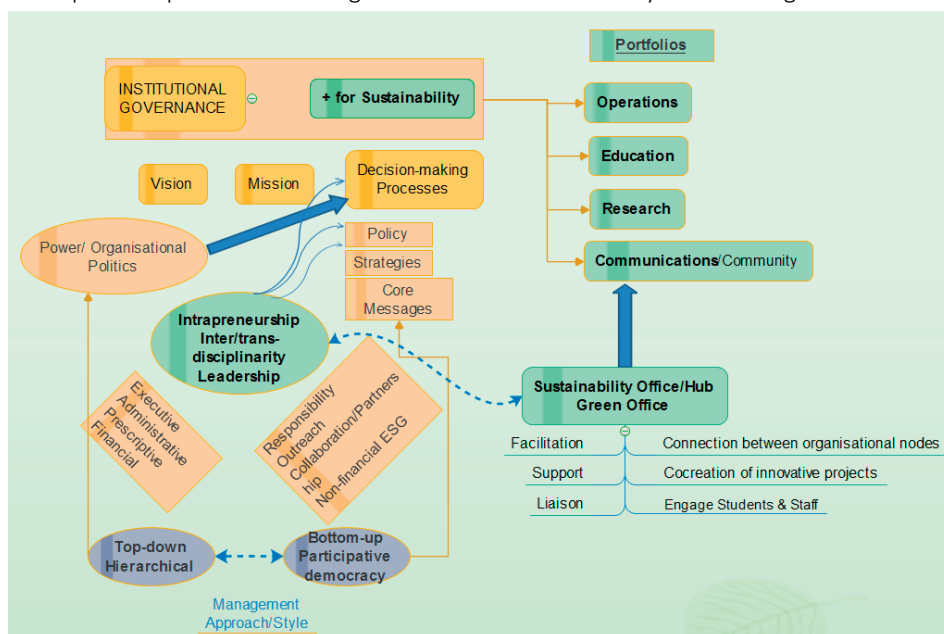 Portfolios
INSTITUTIONAL
GOVERNANCE
+ for Sustainability
Operations
Education
Research
Communications/Community
Vision
Mission
Decision-making
Processes
Power/ Organisational
Politics
Policy
Strategies
Core
Messages
Intrapreneurship
Inter/trans-
disciplinarity
Leadership
Executive
Administrative
Prescriptive
Financial
Responsibility
Outreach
Collaboration/Partners
hip
Non-financial ESG
Sustainability Office/Hub
Green Office
Facilitation
Connection between organisational nodes
Support
Cocreation of innovative projects
Liaison
Engage Students & Staff
Top-down
Hierarchical
Bottom-up
Participative
democracy
Management
Approach/Style